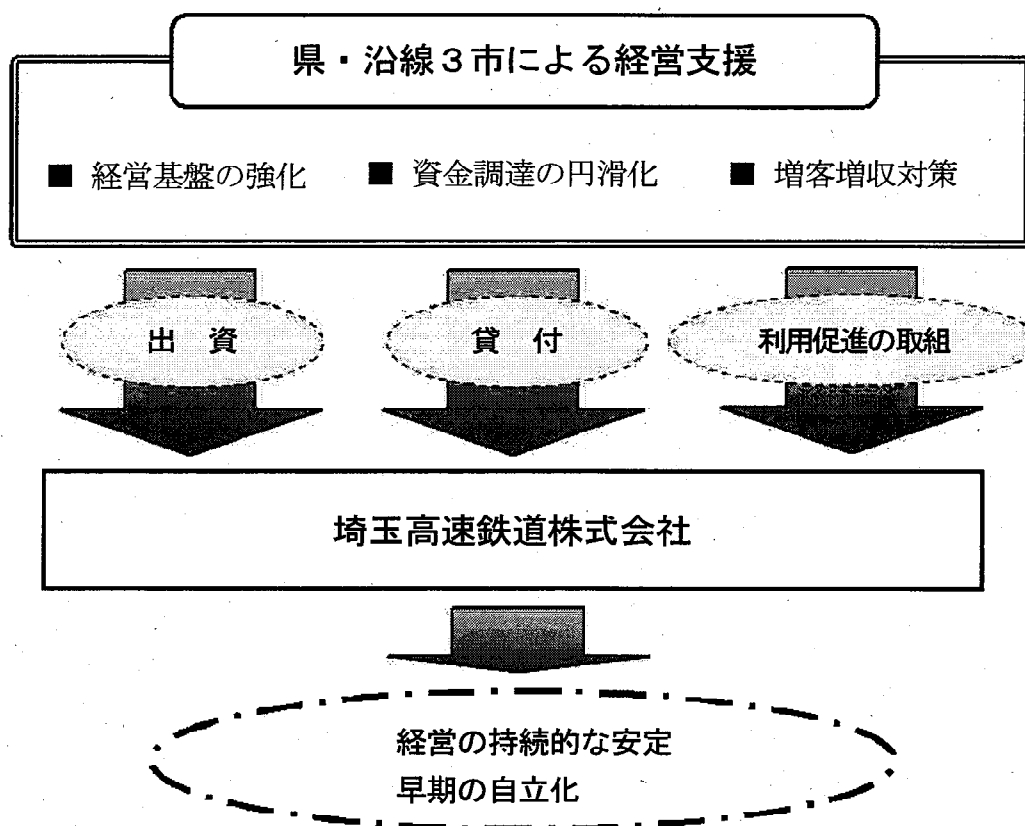 県・沿線３市による経営支援
■ 経営基盤の強化 ■ 資金調達の円滑化 ■ 増客増収対策
出 資 貸 付 利用促進の取組
埼玉高速鉄道株式会社
経営の持続的な安定
早期の自立化